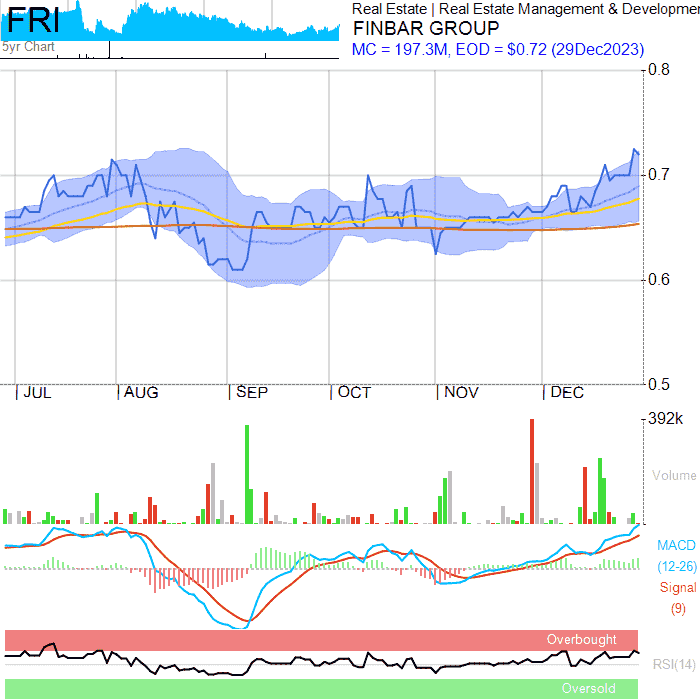 FRI
5yr Chart
Real Estate | Real Estate Management & Developmen
FINBAR GROUP
MC = 197.3M, EOD = $0.72 (29Dec2023)
0.8
0.7
0.6
0.5
JUL AUG SEP OCT NOV DEC
392k
Volume
MACD
(12-26)
Signal
(9)
Overbought
RSI(14)
Oversold